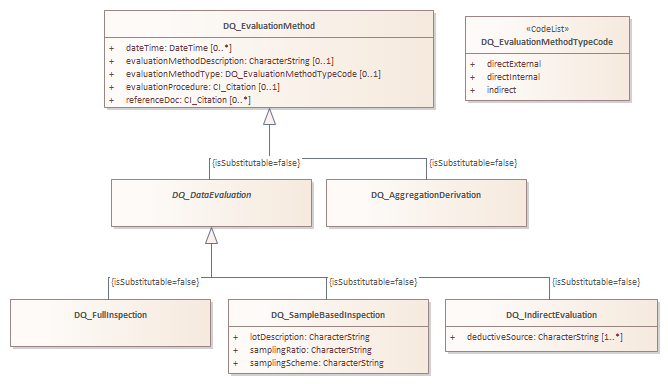 DQ_EvaluationMethod
+ dateTime: DateTime [0..*]
+ evaluationMethodDescription: CharacterString [0..1]
+ evaluationMethodType: DQ_EvaluationMethodTypeCode [0..1]
+ evaluationProcedure: CI_Citation [0..1]
+ referenceDoc: CI_Citation [0..*]
«CodeList»
DQ_EvaluationMethodTypeCode
+ directExternal
+ directInternal
+ indirect
{isSubstitutable=false}
{isSubstitutable=false}
DQ_DataEvaluation
DQ_AggregationDerivation
{isSubstitutable=false}
{isSubstitutable=false}
{isSubstitutable=false}
DQ_FullInspection
DQ_SampleBasedInspection
+ lotDescription: CharacterString
+ samplingRatio: CharacterString
+ samplingScheme: CharacterString
DQ_IndirectEvaluation
+ deductiveSource: CharacterString [1..*]